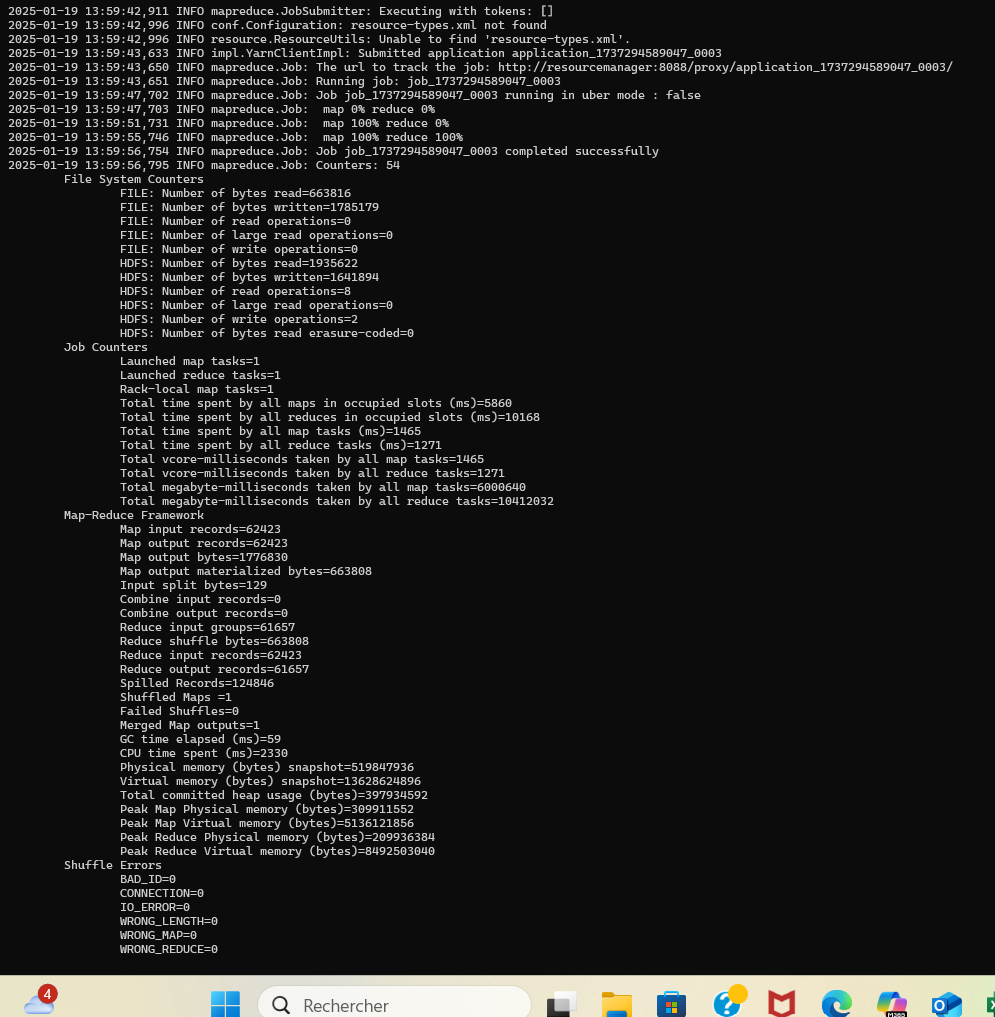 2025-01-19 13:59:42,911 INFO mapreduce.JobSubmitter: Executing with tokens: []
2025-01-19 13:59:42,996 INFO conf.Configuration: resource-types.xml not found
2025-01-19 13:59:42,996 INFO resource.ResourceUtils: Unable to find 'resource-types.xml'.
2025-01-19 13:59:43,633 INFO impl.YarnClientImpl: Submitted application application_1737294589047_0003
2025-01-19 13:59:43,650 INFO mapreduce.Job: The url to track the job: http://resourcemanager:8088/proxy/application_1737294589047_0003/
2025-01-19 13:59:43,651 INFO mapreduce.Job: Running job: job_1737294589047_0003
2025-01-19 13:59:47,702 INFO mapreduce.Job: Job job_1737294589047_0003 running in uber mode : false
2025-01-19 13:59:47,703 INFO mapreduce.Job:  map 0% reduce 0%
2025-01-19 13:59:51,731 INFO mapreduce.Job:  map 100% reduce 0%
2025-01-19 13:59:55,746 INFO mapreduce.Job:  map 100% reduce 100%
2025-01-19 13:59:56,754 INFO mapreduce.Job: Job job_1737294589047_0003 completed successfully
2025-01-19 13:59:56,795 INFO mapreduce.Job: Counters: 54
File System Counters
FILE: Number of bytes read=663816
FILE: Number of bytes written=1785179
FILE: Number of read operations=0
FILE: Number of large read operations=0
FILE: Number of write operations=0
HDFS: Number of bytes read=1935622
HDFS: Number of bytes written=1641894
HDFS: Number of read operations=8
HDFS: Number of large read operations=0
HDFS: Number of write operations=2
HDFS: Number of bytes read erasure-coded=0
Job Counters
Launched map tasks=1
Launched reduce tasks=1
Rack-local map tasks=1
Total time spent by all maps in occupied slots (ms)=5860
Total time spent by all reduces in occupied slots (ms)=10168
Total time spent by all map tasks (ms)=1465
Total time spent by all reduce tasks (ms)=1271
Total vcore-milliseconds taken by all map tasks=1465
Total vcore-milliseconds taken by all reduce tasks=1271
Total megabyte-milliseconds taken by all map tasks=6000640
Total megabyte-milliseconds taken by all reduce tasks=10412032
Map-Reduce Framework
Map input records=62423
Map output records=62423
Map output bytes=1776830
Map output materialized bytes=663808
Input split bytes=129
Combine input records=0
Combine output records=0
Reduce input groups=61657
Reduce shuffle bytes=663808
Reduce input records=62423
Reduce output records=61657
Spilled Records=124846
Shuffled Maps =1
Failed Shuffles=0
Merged Map outputs=1
GC time elapsed (ms)=59
CPU time spent (ms)=2330
Physical memory (bytes) snapshot=519847936
Virtual memory (bytes) snapshot=13628624896
Total committed heap usage (bytes)=397934592
Peak Map Physical memory (bytes)=309911552
Peak Map Virtual memory (bytes)=5136121856
Peak Reduce Physical memory (bytes)=209936384
Peak Reduce Virtual memory (bytes)=8492503040
Shuffle Errors
BAD_ID=0
CONNECTION=0
IO_ERROR=0
WRONG_LENGTH=0
WRONG_MAP=0
WRONG_REDUCE=0
4
Rechercher
M365